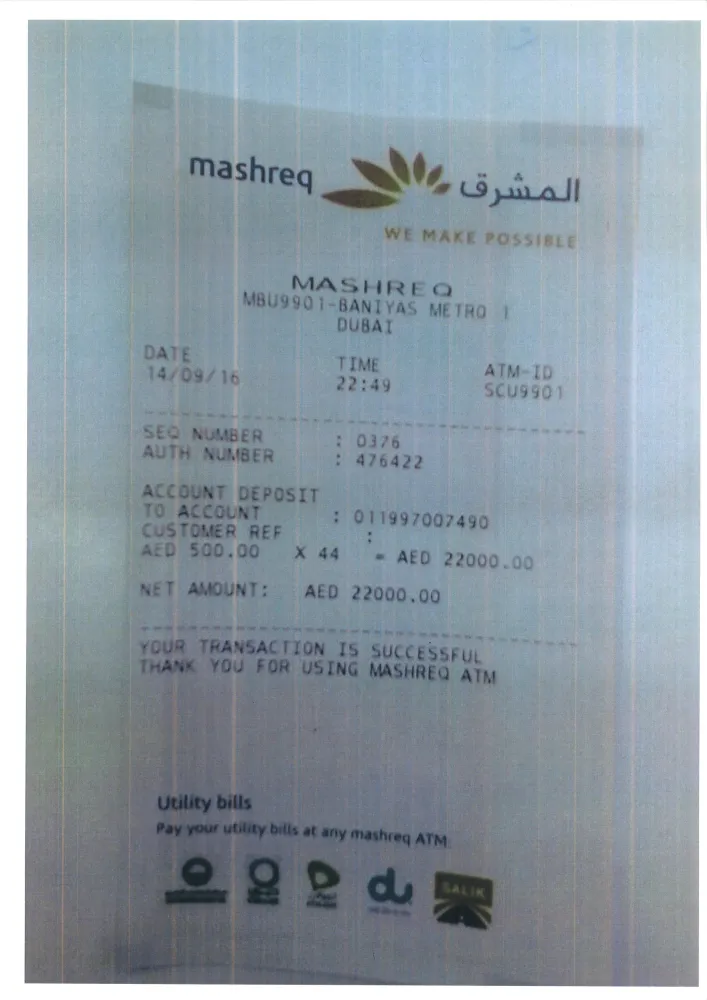 mashreq المشرق
WE MAKE POSSIBLE
MASHREQ
MBU9901-BANIYAS METRO 1
DUBAI
DATE TIME ATM-ID
14/09/16 22:49 SCU9901
SEQ NUMBER : 0376
AUTH NUMBER : 476422
ACCOUNT DEPOSIT
TO ACCOUNT : 011997007490
CUSTOMER REF :
AED 500.00 X 44 = AED 22000.00
NET AMOUNT: AED 22000.00
YOUR TRANSACTION IS SUCCESSFUL
THANK YOU FOR USING MASHREQ ATM
Utility bills
Pay your utility bills at any mashreq ATM
du SALIK